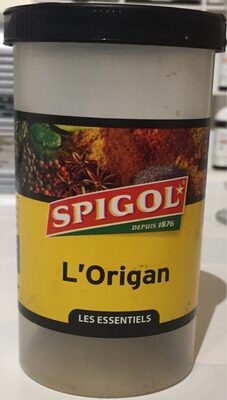 SPIGOL
DEPUIS 1876
L'Origan
LES ESSENTIELS